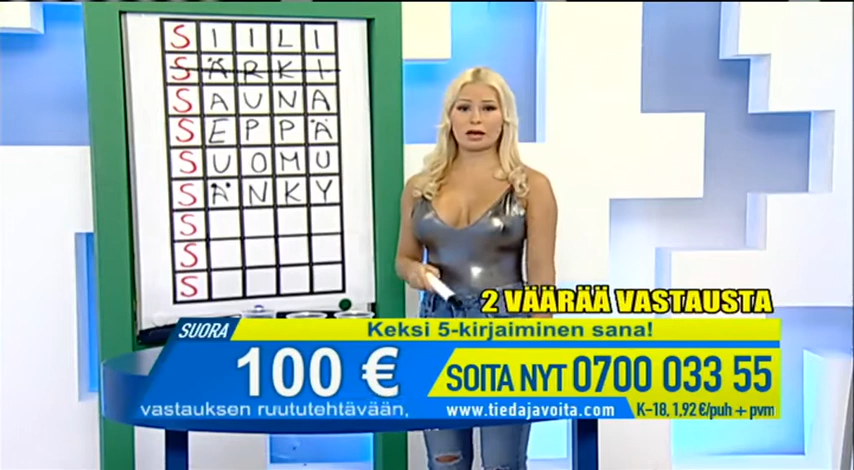 SIILI
SÄRKI
SAUNA
SEPPÄ
SUOMU
SÄNKY
S
S
S
2 VÄÄRÄÄ VASTAUSTA
SUORA
Keksi 5-kirjaiminen sana!
100 €
SOITA NYT 0700 033 55
vastauksen ruututehtävään,
www.tiedajavoita.com
K-18, 1,92 €/puh + pvm